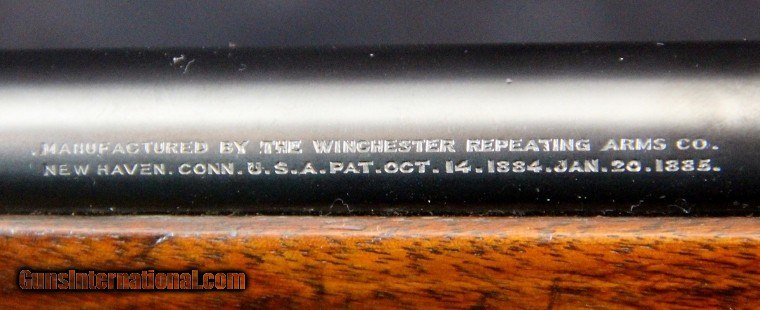 .MANUFACTURED BY THE WINCHESTER REPEATING ARMS CO.
NEW HAVEN. CONN. U.S.A. PAT. OCT. 14. 1884. JAN. 20. 1885.
GunsInternational.com